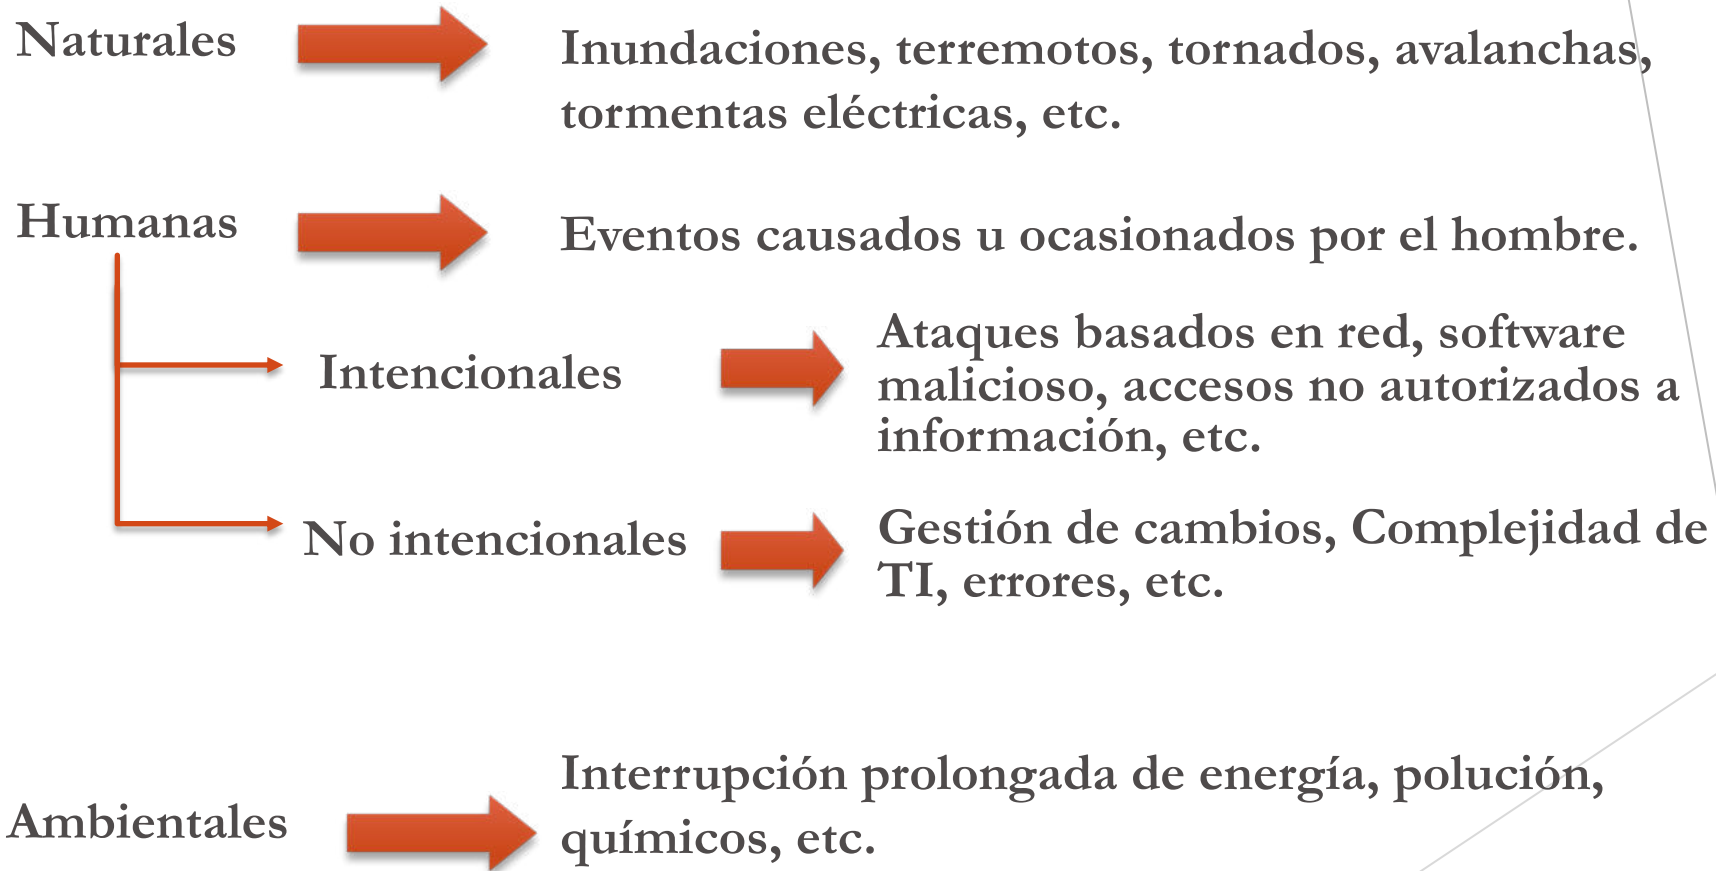 Naturales
Inundaciones, terremotos, tornados, avalanchas,
tormentas eléctricas, etc.
Humanas
Eventos causados u ocasionados por el hombre.
Intencionales
Ataques basados en red, software
malicioso, accesos no autorizados a
información, etc.
No intencionales
Gestión de cambios, Complejidad de
TI, errores, etc.
Ambientales
Interrupción prolongada de energía, polución,
químicos, etc.